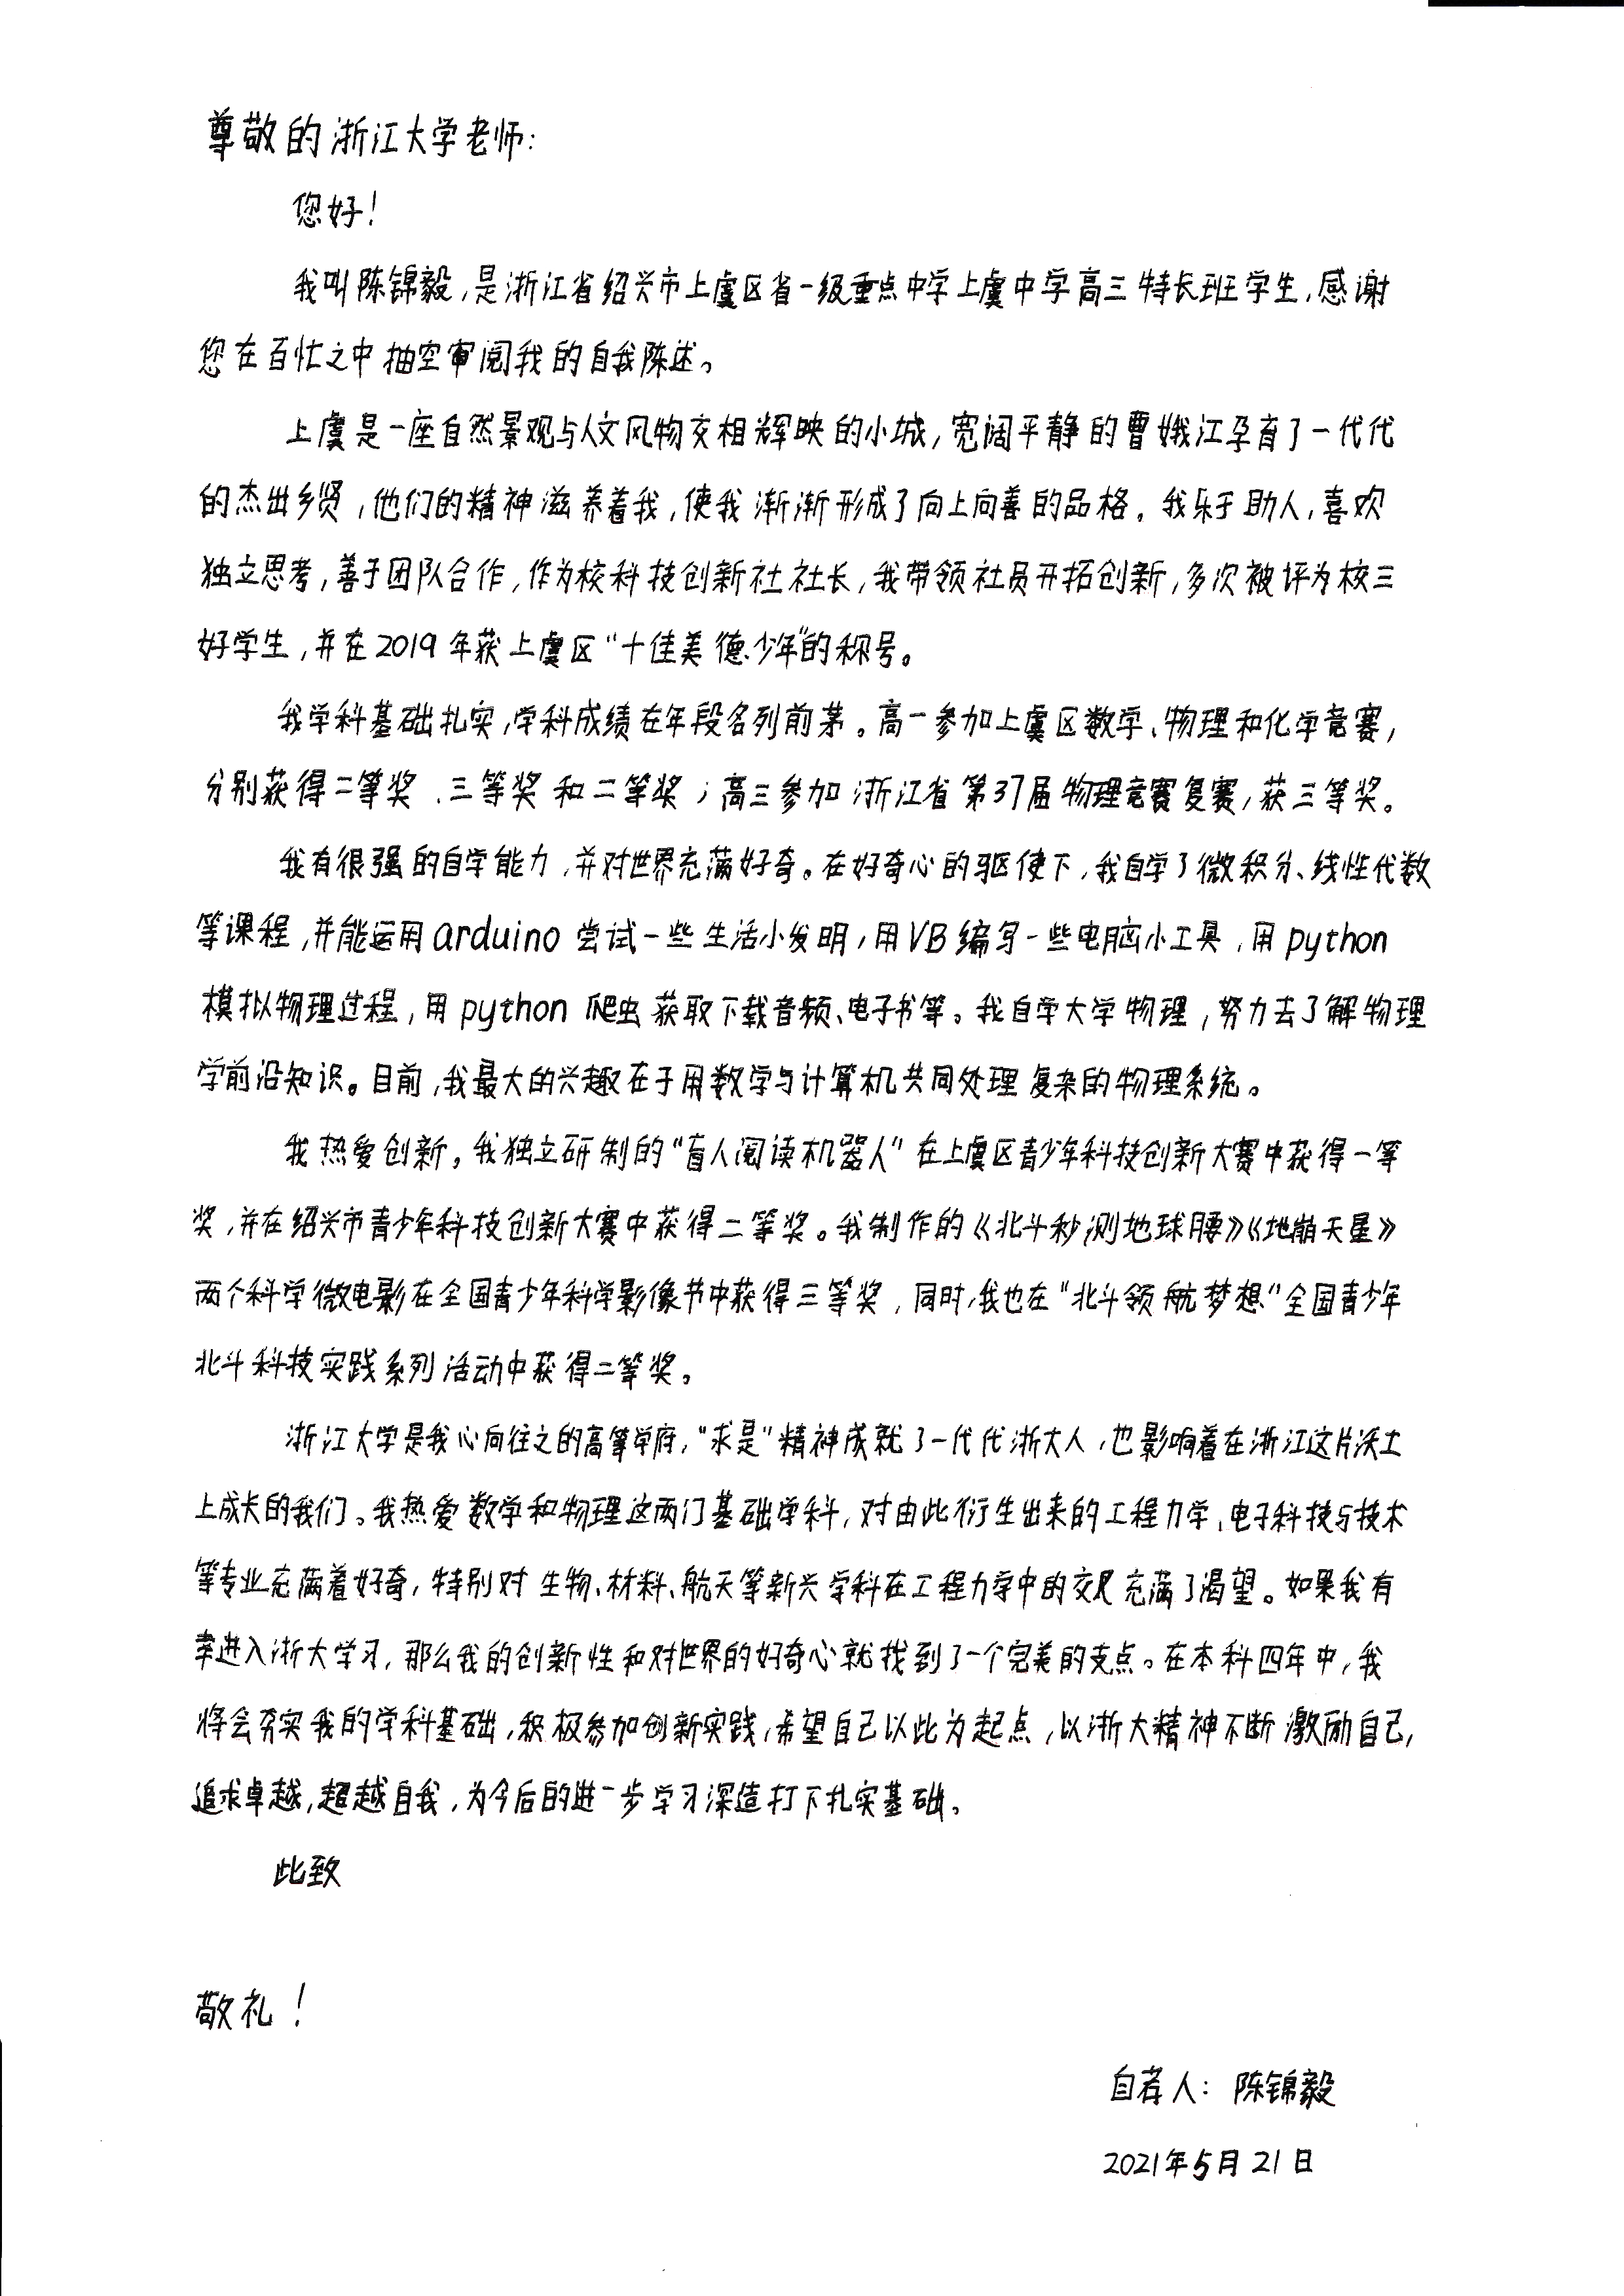 尊敬的浙江大学老师:
您好!
我叫陈锦毅,是浙江省绍兴市上虞区省一级重点中学上虞中学高三特长班学生,感谢
您在百忙之中抽空审阅我的自我陈述。
上虞是一座自然景观与人文风物交相辉映的小城,宽阔平静的曹娥江孕育了一代代
的杰出乡贤,他们的精神滋养着我,使我渐渐形成了向上向善的品格。我乐于助人,喜欢
独立思考,善于团队合作,作为校科技创新社社长,我带领社员开拓创新,多次被评为校三
好学生,并在2019年获上虞区“十佳美德少年”的称号。
我学科基础扎实,学科成绩在年段名列前茅。高一参加上虞区数学、物理和化学竞赛,
分别获得二等奖、三等奖和二等奖;高三参加浙江省第37届物理竞赛复赛,获三等奖。
我有很强的自学能力,并对世界充满好奇。在好奇心的驱使下,我自学了微积分、线性代数
等课程,并能运用arduino尝试一些生活小发明,用VB编写一些电脑小工具,用python
模拟物理过程,用python爬虫获取下载音频、电子书等。我自学大学物理,努力去了解物理
学前沿知识。目前,我最大的兴趣在于用数学与计算机共同处理复杂的物理系统。
我热爱创新。我独立研制的“盲人阅读机器人”在上虞区青少年科技创新大赛中获得一等
奖,并在绍兴市青少年科技创新大赛中获得二等奖。我制作的《北斗秒测地球腰》《地崩天星》
两个科学微电影在全国青少年科学影像节中获得三等奖,同时,我也在“北斗领航梦想”全国青少年
北斗科技实践系列活动中获得二等奖。
浙江大学是我心向往之的高等学府,“求是”精神成就了一代代浙大人,也影响着在浙江这片沃土
上成长的我们。我热爱数学和物理这两门基础学科,对由此衍生出来的工程力学、电子科技与技术
等专业充满着好奇,特别对生物、材料、航天等新兴学科在工程力学中的交叉充满了渴望。如果我有
幸进入浙大学习,那么我的创新性和对世界的好奇心就找到了一个完美的支点。在本科四年中,我
将会夯实我的学科基础,积极参加创新实践,希望自己以此为起点,以浙大精神不断激励自己,
追求卓越,超越自我,为今后的进一步学习深造打下扎实基础。
此致
敬礼!
自荐人: 陈锦毅
2021年5月21日